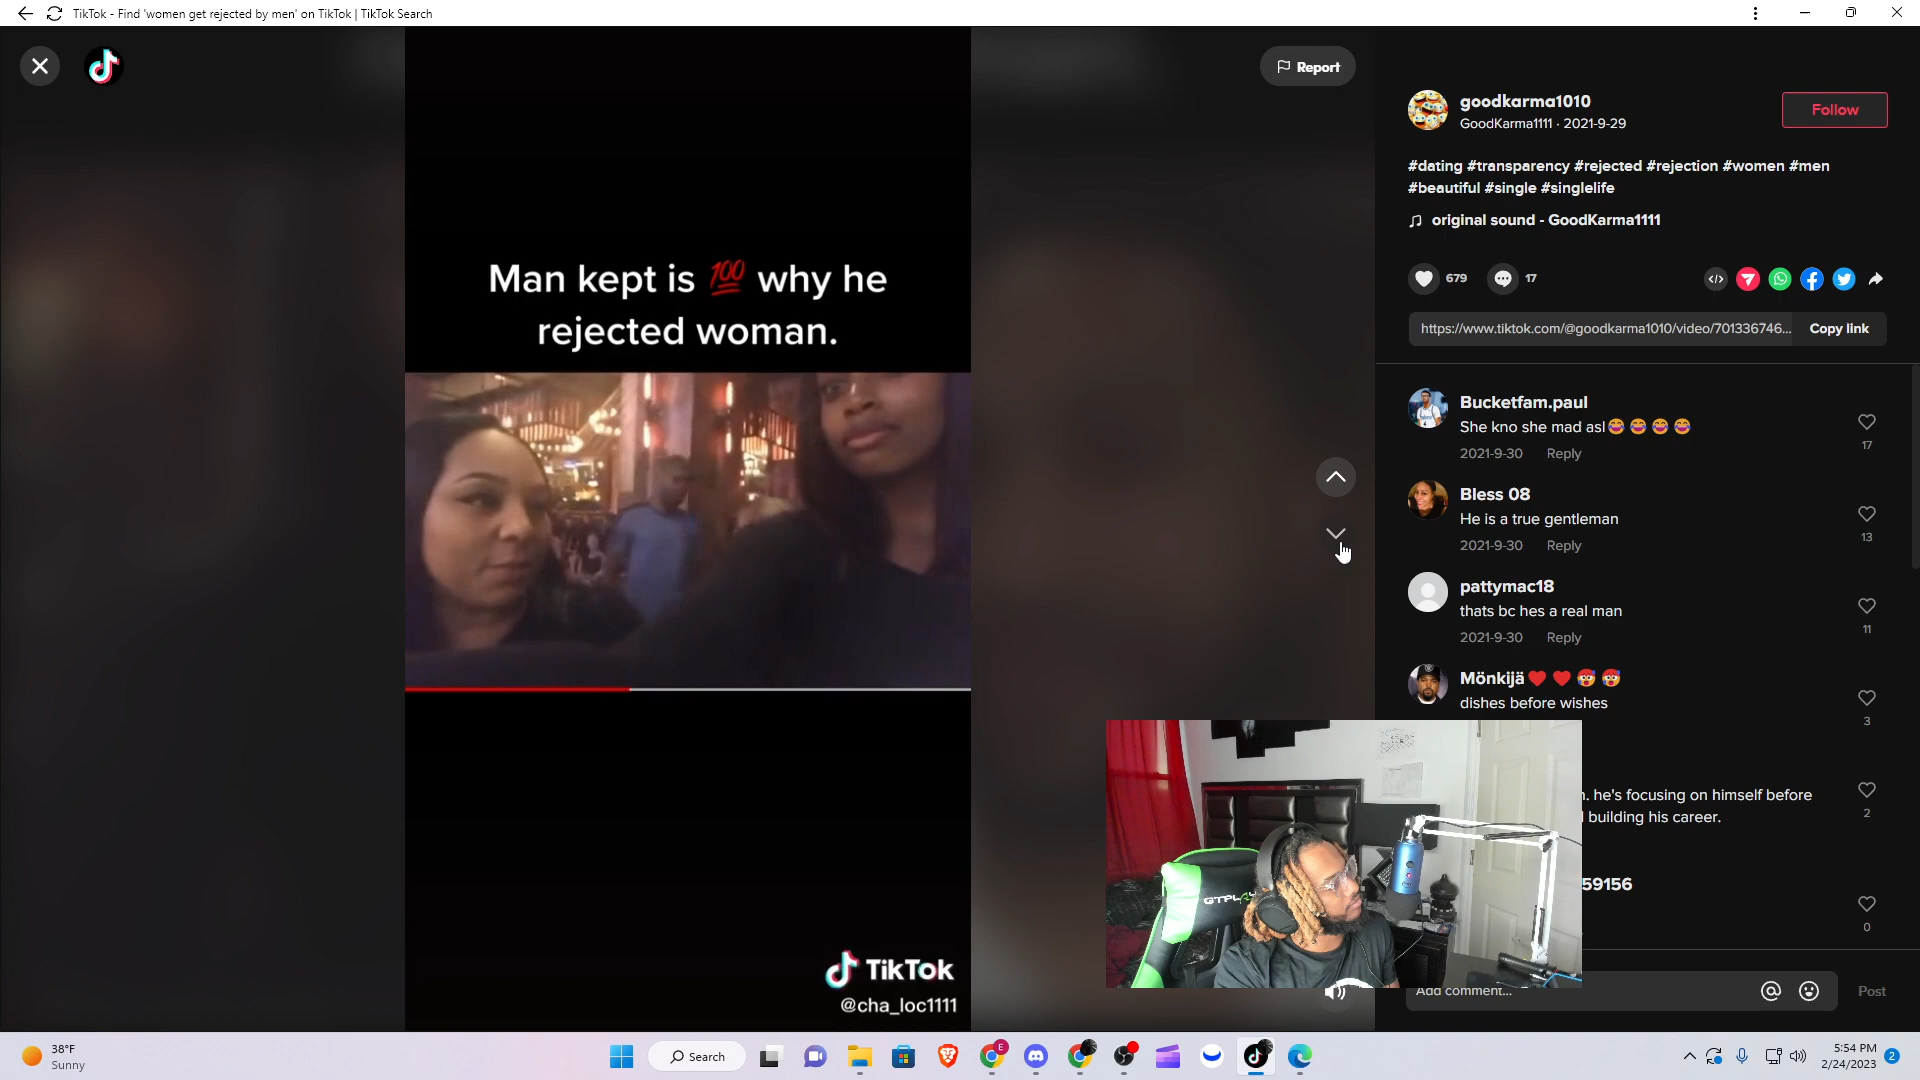 TikTok - Find 'women get rejected by men' on TikTok | TikTok Search
Report
Man kept is 💯 why he
rejected woman.
TikTok
@cha_loc1111
goodkarma1010
GoodKarma1111 · 2021-9-29
Follow
#dating #transparency #rejected #rejection #women #men
#beautiful #single #singlelife
original sound - GoodKarma1111
679
17
https://www.tiktok.com/@goodkarma1010/video/701336746...
Copy link
Bucketfam.paul
She kno she mad asl😂😂😂😂
2021-9-30 Reply
17
Bless 08
He is a true gentleman
2021-9-30 Reply
13
pattymac18
thats bc hes a real man
2021-9-30 Reply
11
Mönkijä❤️❤️🥵🥵
dishes before wishes
3
he's focusing on himself before
building his career.
2
59156
0
GTPLAY
Add comment...
Post
38°F
Sunny
Search
5:54 PM
2/24/2023
2